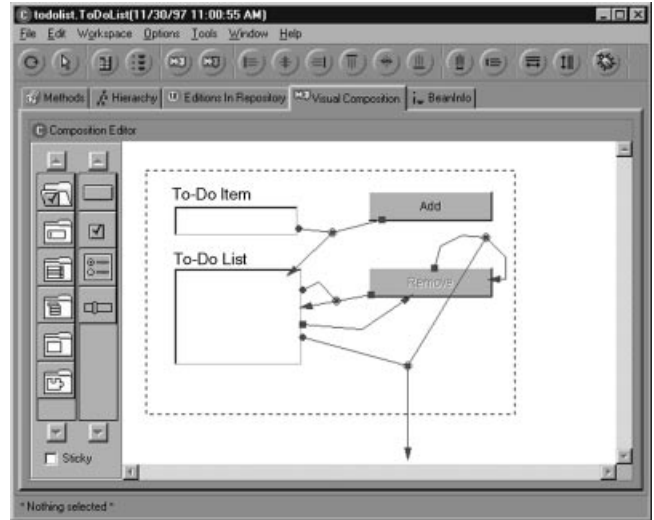 todolist.ToDoList(11/30/97 11:00:55 AM)
File Edit Workspace Options Tools Window Help
Methods Hierarchy Editions In Repository Visual Composition BeanInfo
Composition Editor
To-Do Item
Add
To-Do List
Remove
Sticky
* Nothing selected *